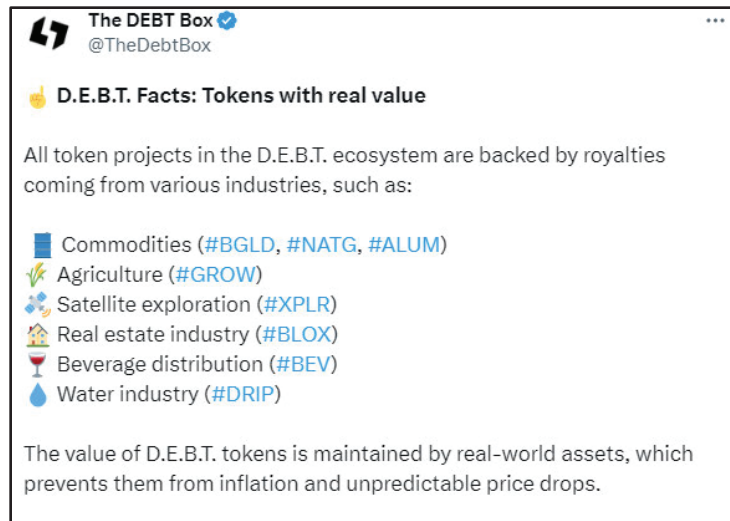 The DEBT Box
@TheDebtBox
☝ D.E.B.T. Facts: Tokens with real value
All token projects in the D.E.B.T. ecosystem are backed by royalties
coming from various industries, such as:
🛢 Commodities (#BGLD, #NATG, #ALUM)
🌾 Agriculture (#GROW)
🛰 Satellite exploration (#XPLR)
🏠 Real estate industry (#BLOX)
🍷 Beverage distribution (#BEV)
💧 Water industry (#DRIP)
The value of D.E.B.T. tokens is maintained by real-world assets, which
prevents them from inflation and unpredictable price drops.